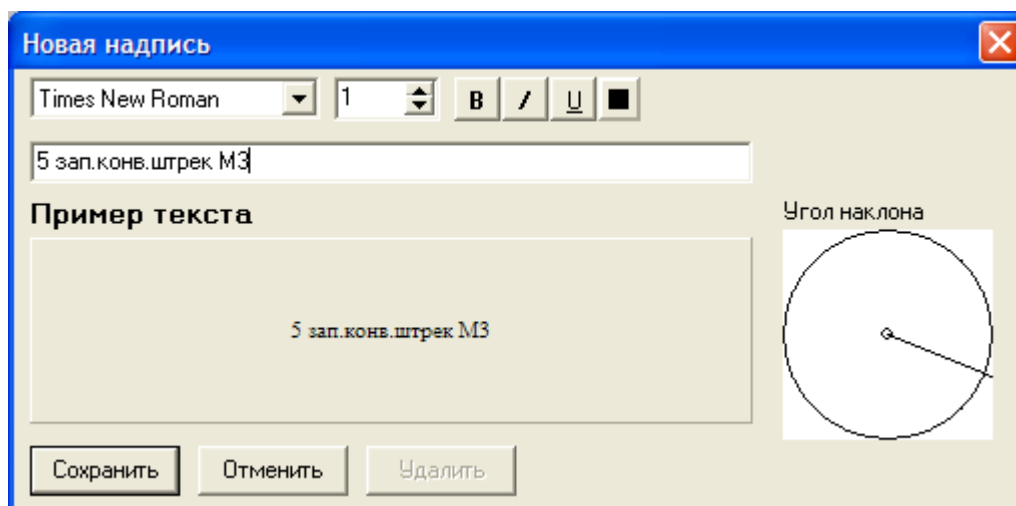 Новая надпись
Times New Roman 1 B / U
5 зап.конв.штрек М3
Пример текста
Угол наклона
5 зап.конв.штрек М3
Сохранить Отменить Удалить